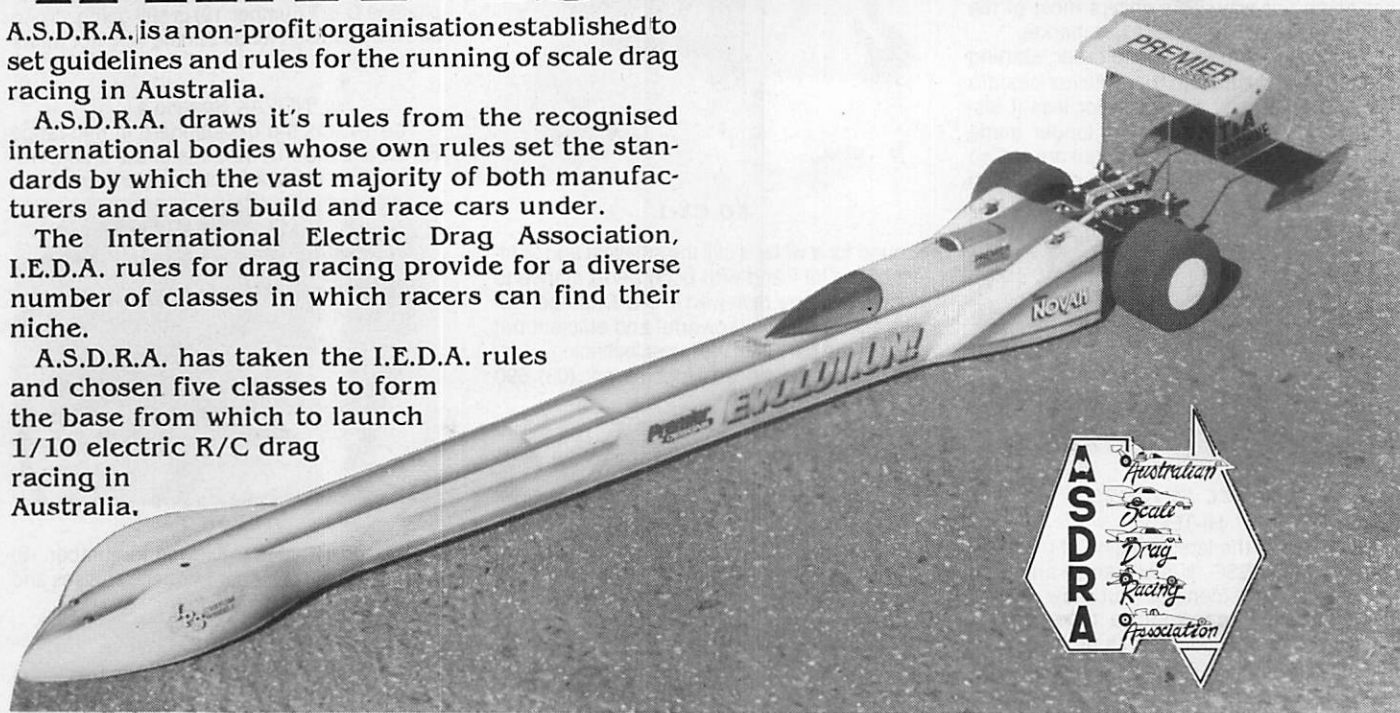 A.S.D.R.A. is a non-profit orgainisation established to
set guidelines and rules for the running of scale drag
racing in Australia.
A.S.D.R.A. draws it's rules from the recognised
international bodies whose own rules set the stan-
dards by which the vast majority of both manufac-
turers and racers build and race cars under.
The International Electric Drag Association,
I.E.D.A. rules for drag racing provide for a diverse
number of classes in which racers can find their
niche.
A.S.D.R.A. has taken the I.E.D.A. rules
and chosen five classes to form
the base from which to launch
1/10 electric R/C drag
racing in
Australia.
PREMIER
NOVAK
Premier
EVOLUTION!
ASDRA
Australian
Scale
Drag
Racing
Association